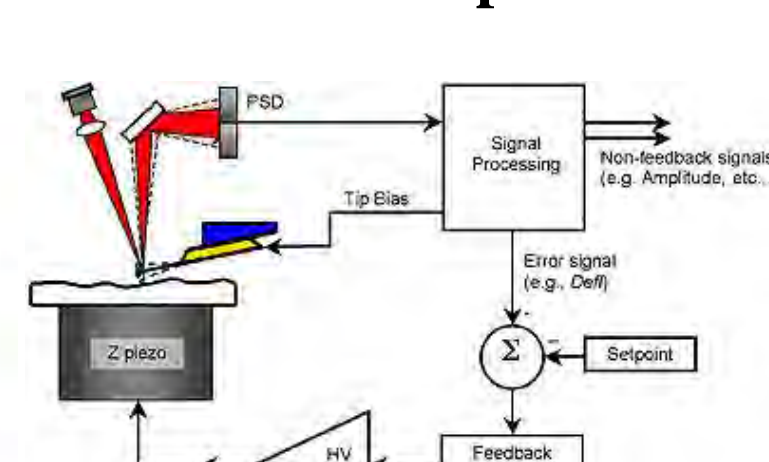 PSD
Signal
Processing
Non-feedback signals
(e.g. Amplitude, etc.
Tip Bias
Error signal
(e.g., Defl)
-
Σ
-
Setpoint
Z piezo
HV
Feedback